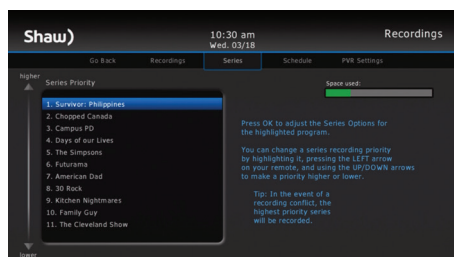 Shaw)
10:30 am
Wed. 03/18
Recordings
Go Back Recordings Series Schedule PVR Settings
higher
Series Priority
Space used:
1. Survivor: Philippines
2. Chopped Canada
3. Campus PD
4. Days of our Lives
5. The Simpsons
6. Futurama
7. American Dad
8. 30 Rock
9. Kitchen Nightmares
10. Family Guy
11. The Cleveland Show
Press OK to adjust the Series Options for
the highlighted program.
You can change a series recording priority
by highlighting it, pressing the LEFT arrow
on your remote, and using the UP/DOWN arrows
to make a priority higher or lower.
Tip: In the event of a
recording conflict, the
highest priority series
will be recorded.
lower